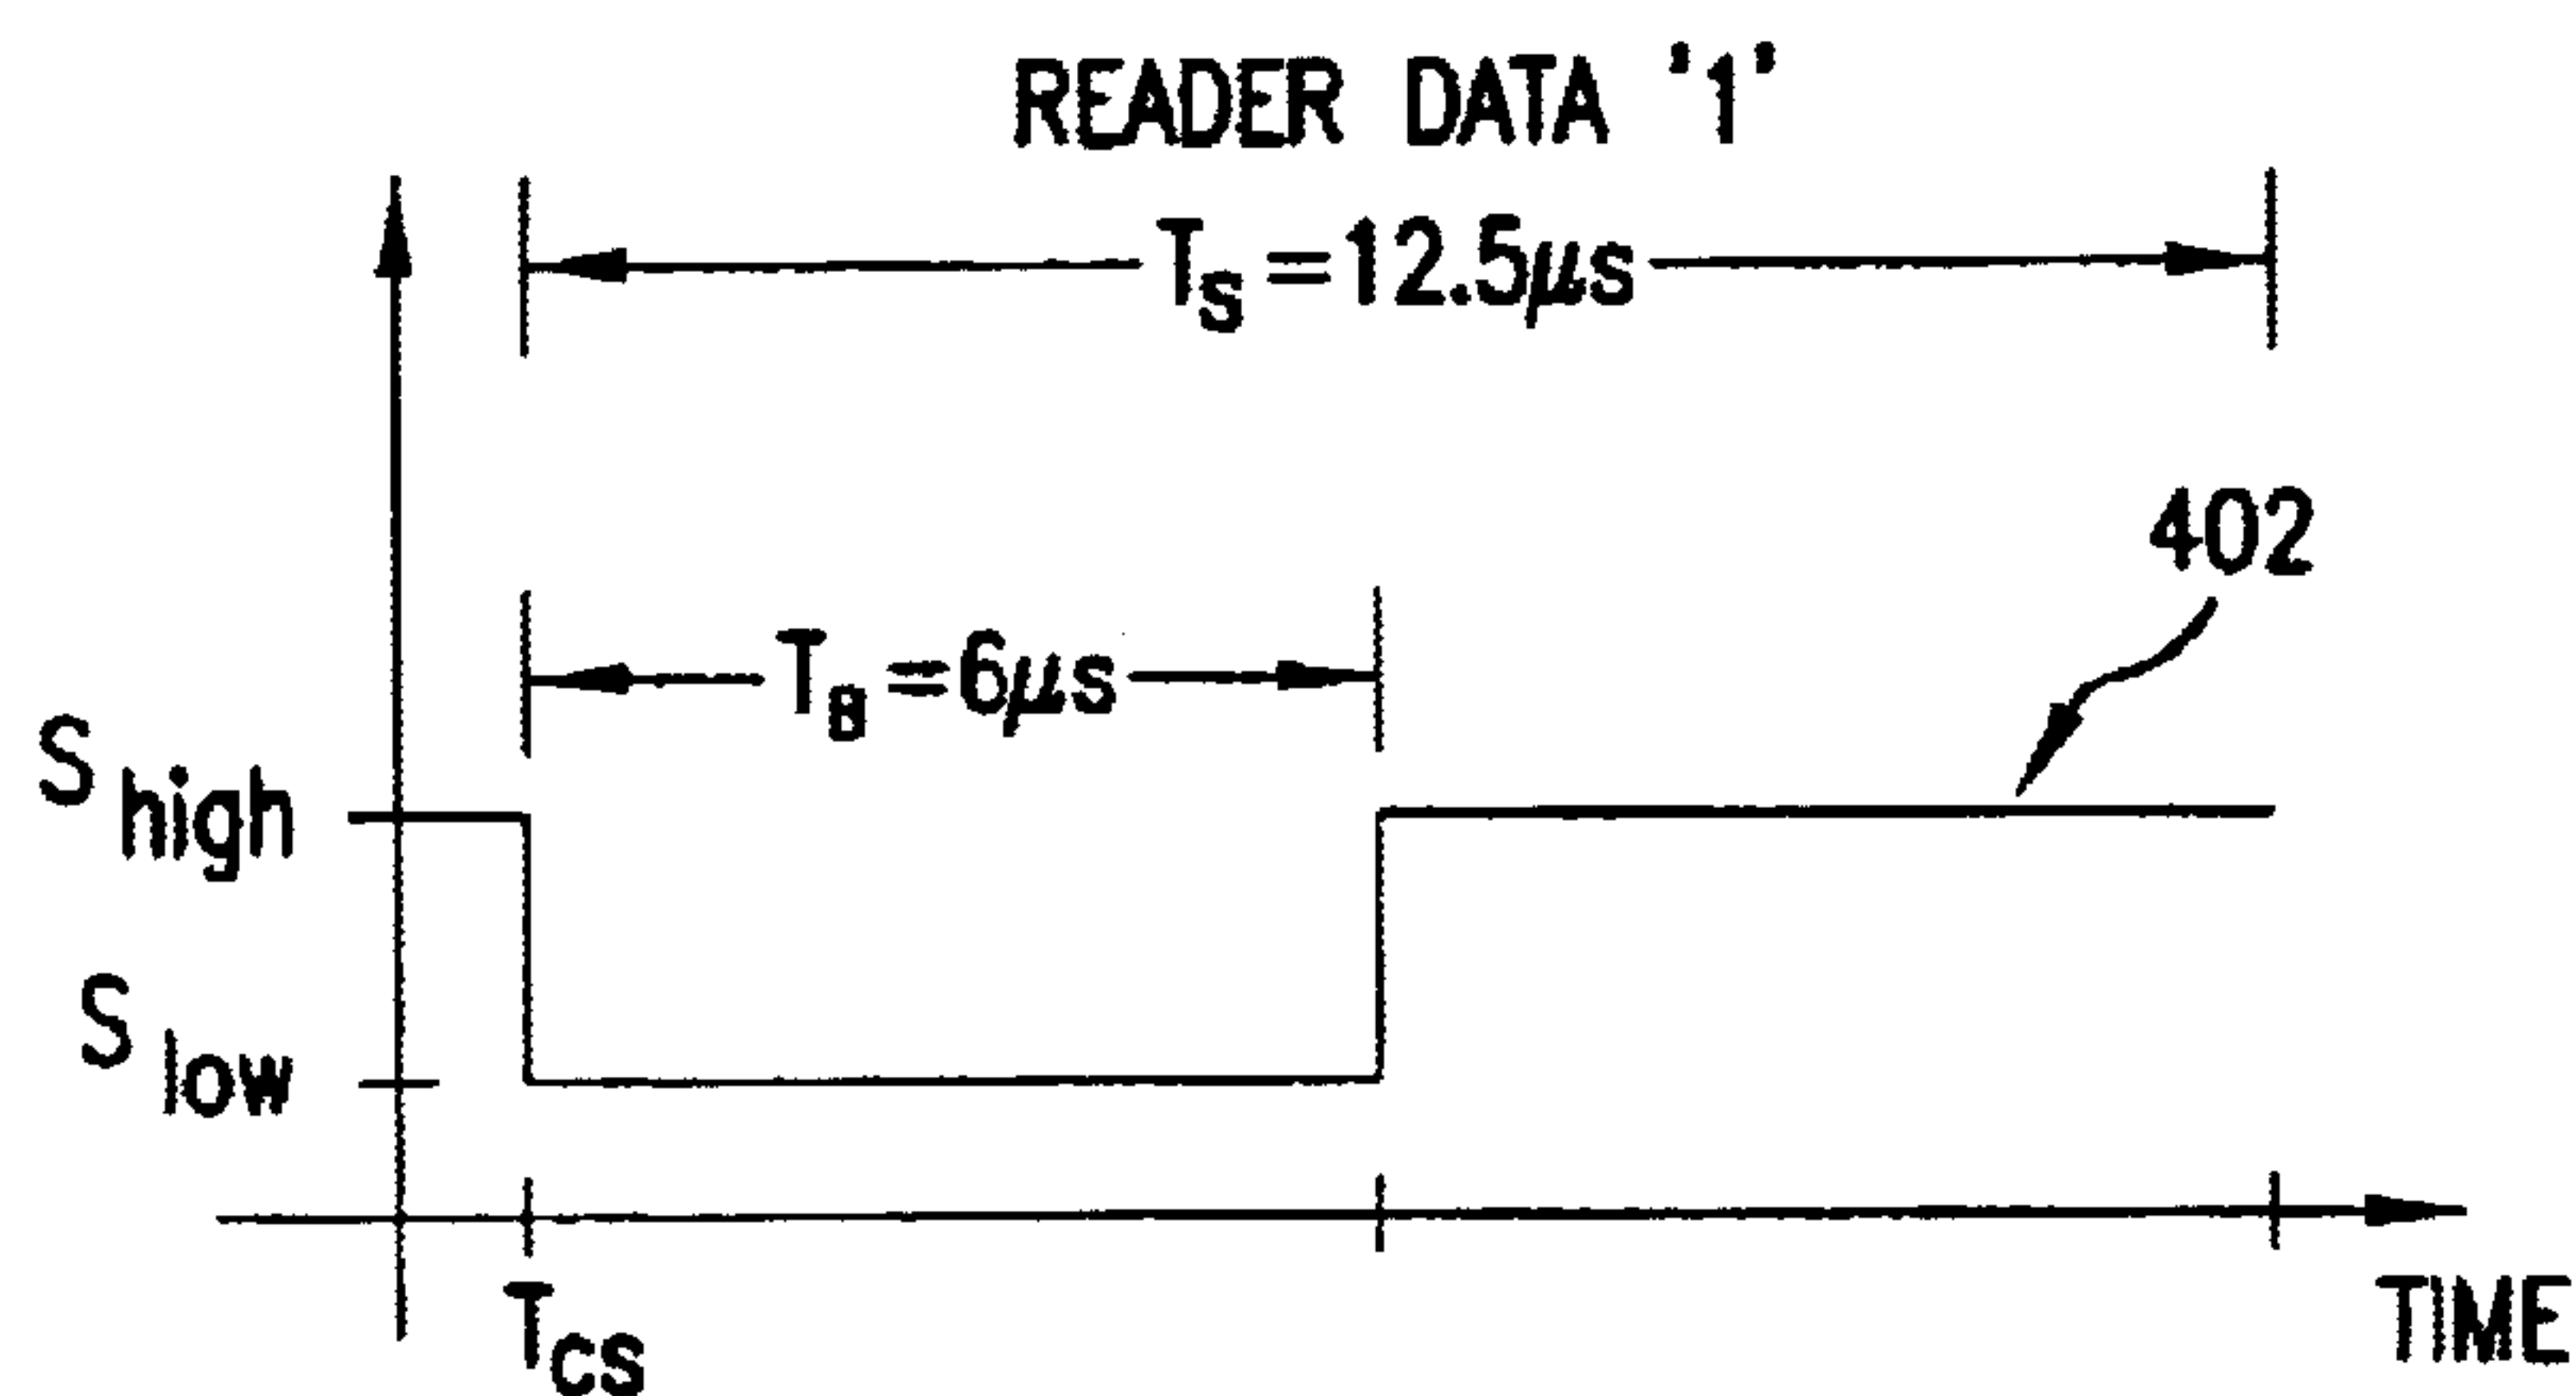 READER DATA '1'
T_S = 12.5μs
402
T_B = 6μs
S_high
S_low
T_CS
TIME